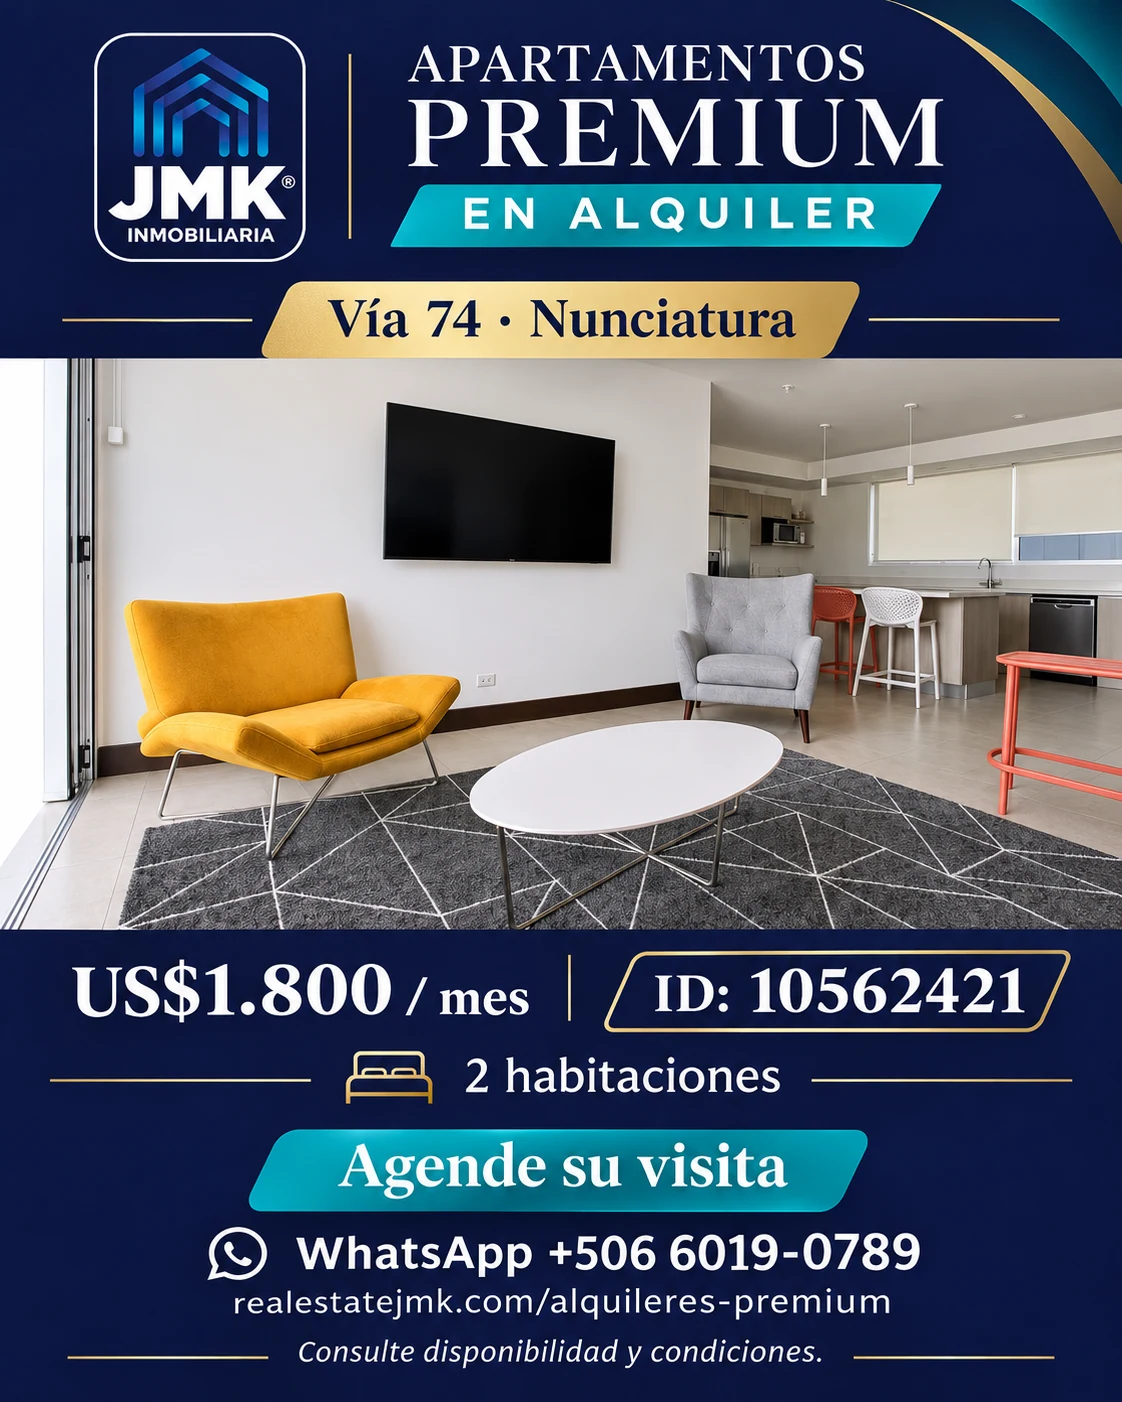 JMK®
INMOBILIARIA
APARTAMENTOS
PREMIUM
EN ALQUILER
Vía 74 · Nunciatura
US$1.800 / mes
ID: 10562421
2 habitaciones
Agende su visita
WhatsApp +506 6019-0789
realestatejmk.com/alquileres-premium
Consulte disponibilidad y condiciones.